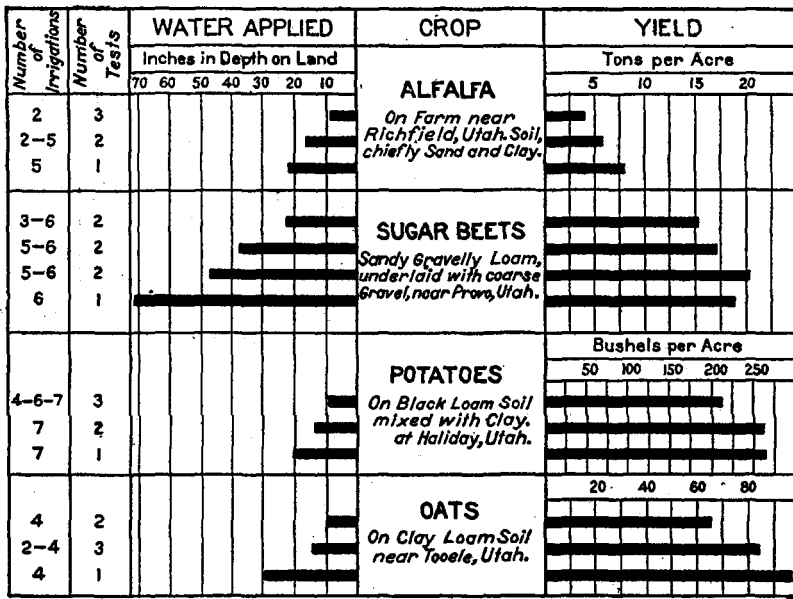 Number of Irrigations
Number of Tests
WATER APPLIED
CROP
YIELD
Inches in Depth on Land
Tons per Acre
70 60 50 40 30 20 10
5 10 15 20
ALFALFA
On Farm near
Richfield, Utah. Soil,
chiefly Sand and Clay.
2 3
2-5 2
5 1
SUGAR BEETS
Sandy Gravelly Loam,
underlaid with coarse
Gravel, near Provo, Utah.
3-6 2
5-6 2
5-6 2
6 1
Bushels per Acre
50 100 150 200 250
POTATOES
On Black Loam Soil
mixed with Clay.
at Haliday, Utah.
4-6-7 3
7 2
7 1
20 40 60 80
OATS
On Clay Loam Soil
near Tooele, Utah.
4 2
2-4 3
4 1